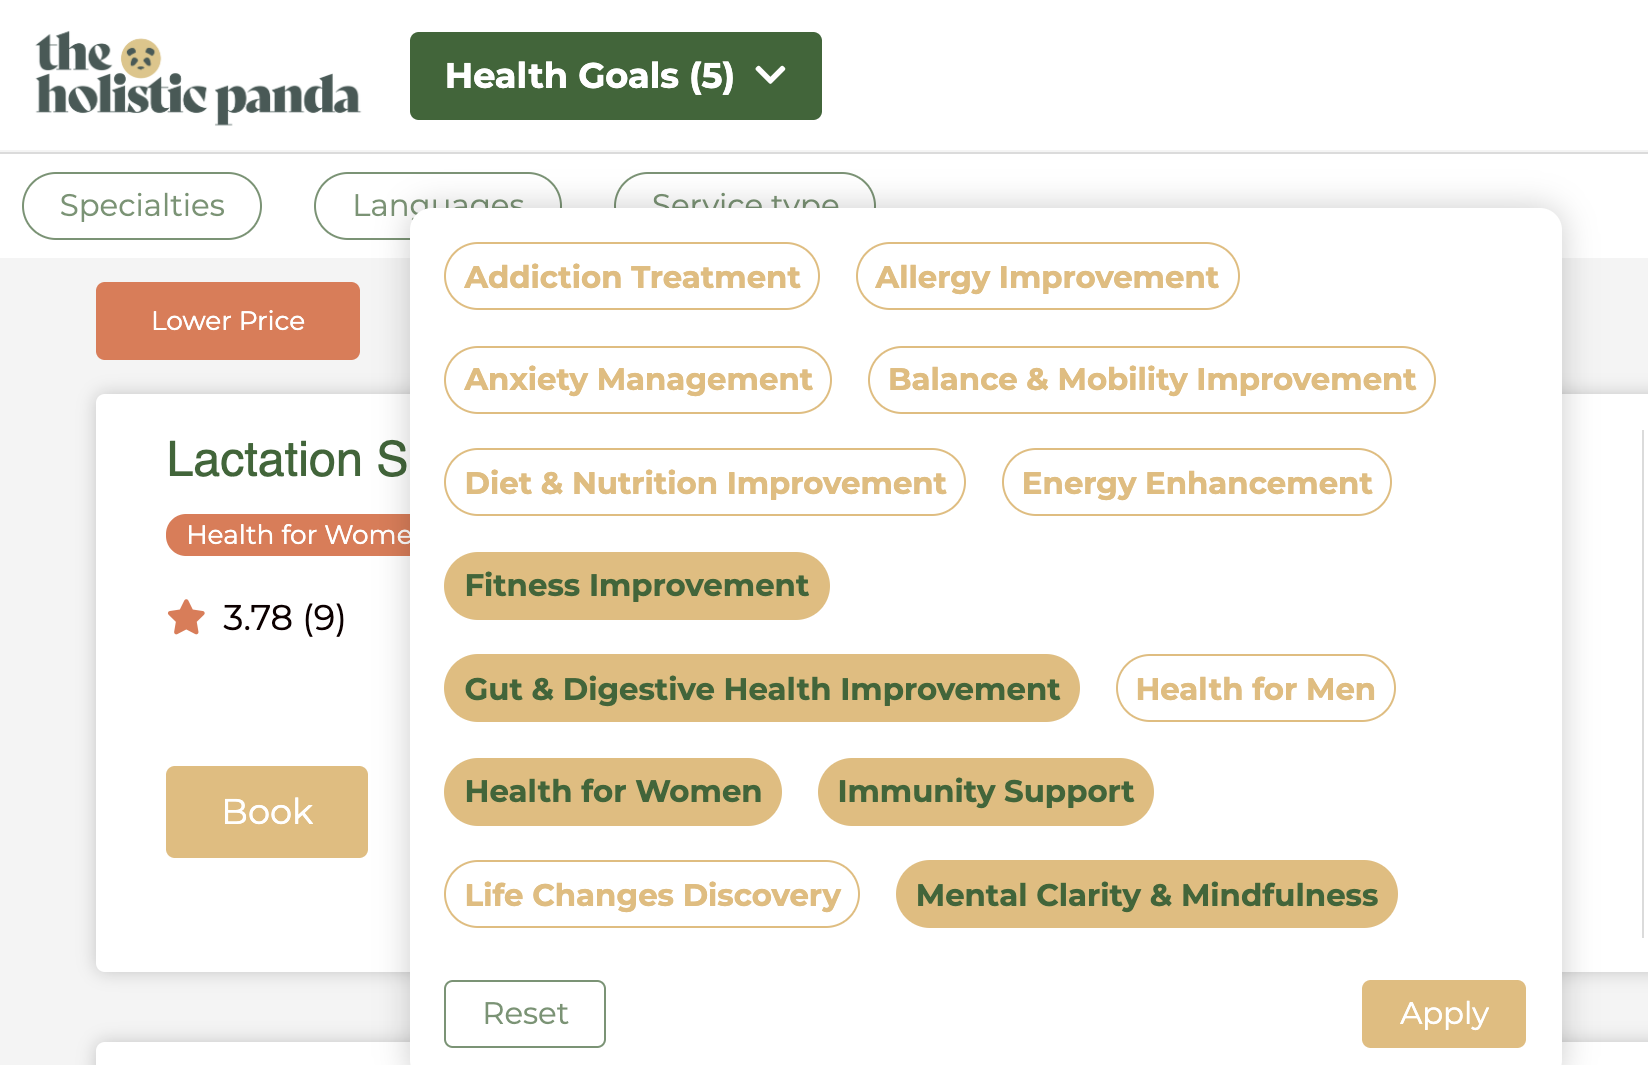 the
holistic panda
Health Goals (5)
Specialties
Languages
Service type
Lower Price
Addiction Treatment
Allergy Improvement
Anxiety Management
Balance & Mobility Improvement
Diet & Nutrition Improvement
Energy Enhancement
Fitness Improvement
Gut & Digestive Health Improvement
Health for Men
Health for Women
Immunity Support
Life Changes Discovery
Mental Clarity & Mindfulness
Reset
Apply
Lactation S
Health for Wome
3.78 (9)
Book